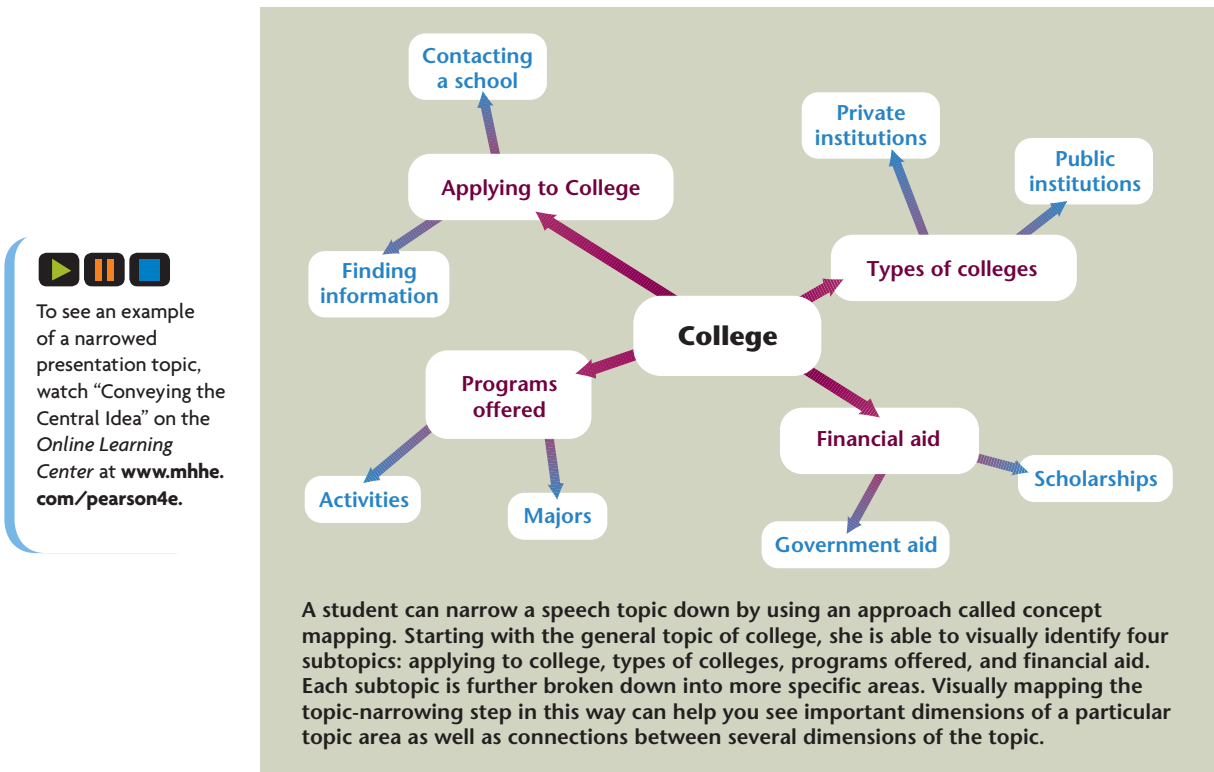 Contacting
a school
Private
institutions
Public
institutions
Applying to College
Finding
information
Types of colleges
College
Programs
offered
Financial aid
Activities
Majors
Scholarships
Government aid
To see an example
of a narrowed
presentation topic,
watch “Conveying the
Central Idea” on the
Online Learning
Center at www.mhhe.
com/pearson4e.
A student can narrow a speech topic down by using an approach called concept
mapping. Starting with the general topic of college, she is able to visually identify four
subtopics: applying to college, types of colleges, programs offered, and financial aid.
Each subtopic is further broken down into more specific areas. Visually mapping the
topic-narrowing step in this way can help you see important dimensions of a particular
topic area as well as connections between several dimensions of the topic.